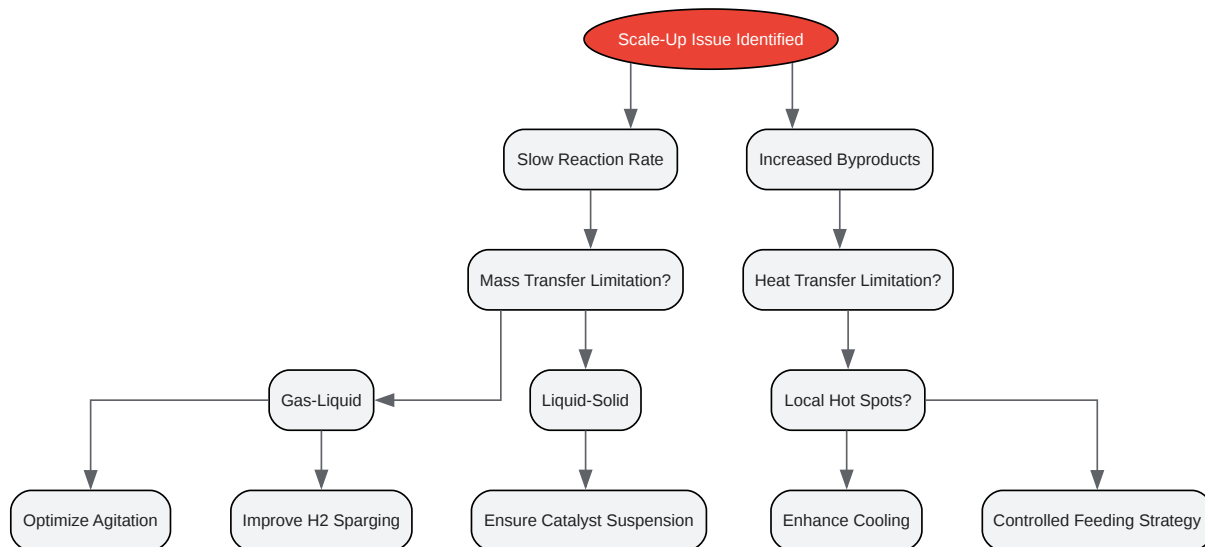 Scale-Up Issue Identified
Slow Reaction Rate
Increased Byproducts
Mass Transfer Limitation?
Heat Transfer Limitation?
Gas-Liquid
Liquid-Solid
Local Hot Spots?
Optimize Agitation
Improve H2 Sparging
Ensure Catalyst Suspension
Enhance Cooling
Controlled Feeding Strategy